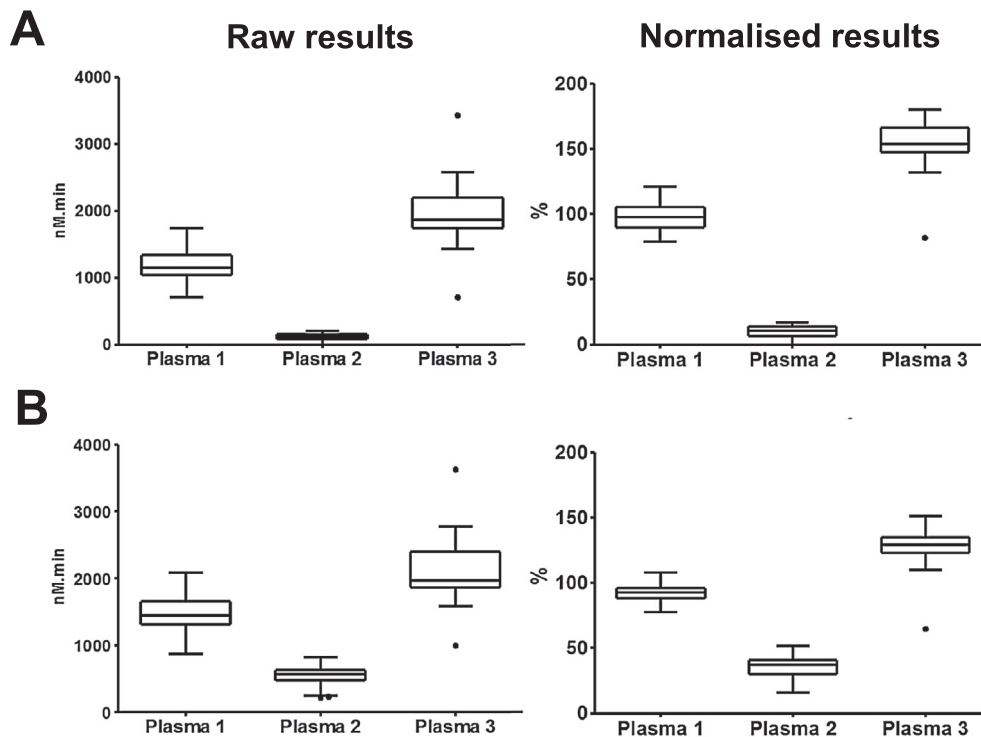 A
Raw results
Normalised results
4000
3000
2000
1000
0
nM.min
Plasma 1
Plasma 2
Plasma 3
200
150
100
50
0
%
Plasma 1
Plasma 2
Plasma 3
B
4000
3000
2000
1000
0
nM.min
Plasma 1
Plasma 2
Plasma 3
200
150
100
50
0
%
Plasma 1
Plasma 2
Plasma 3